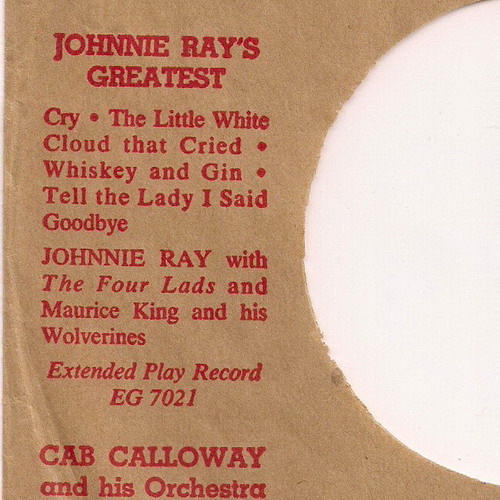 JOHNNIE RAY'S
GREATEST
Cry • The Little White
Cloud that Cried •
Whiskey and Gin •
Tell the Lady I Said
Goodbye
JOHNNIE RAY with
The Four Lads and
Maurice King and his
Wolverines
Extended Play Record
EG 7021
CAB CALLOWAY
and his Orchestra